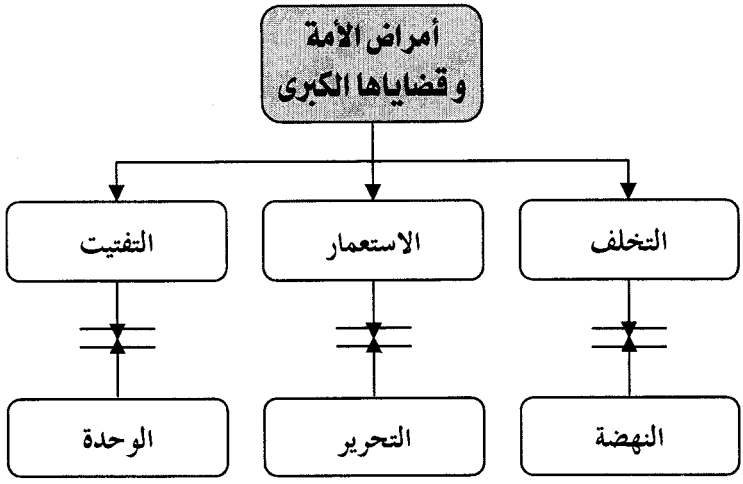 أمراض الأمة
وقضاياها الكبرى
التخلف
الاستعمار
التفتيت
النهضة
التحرير
الوحدة